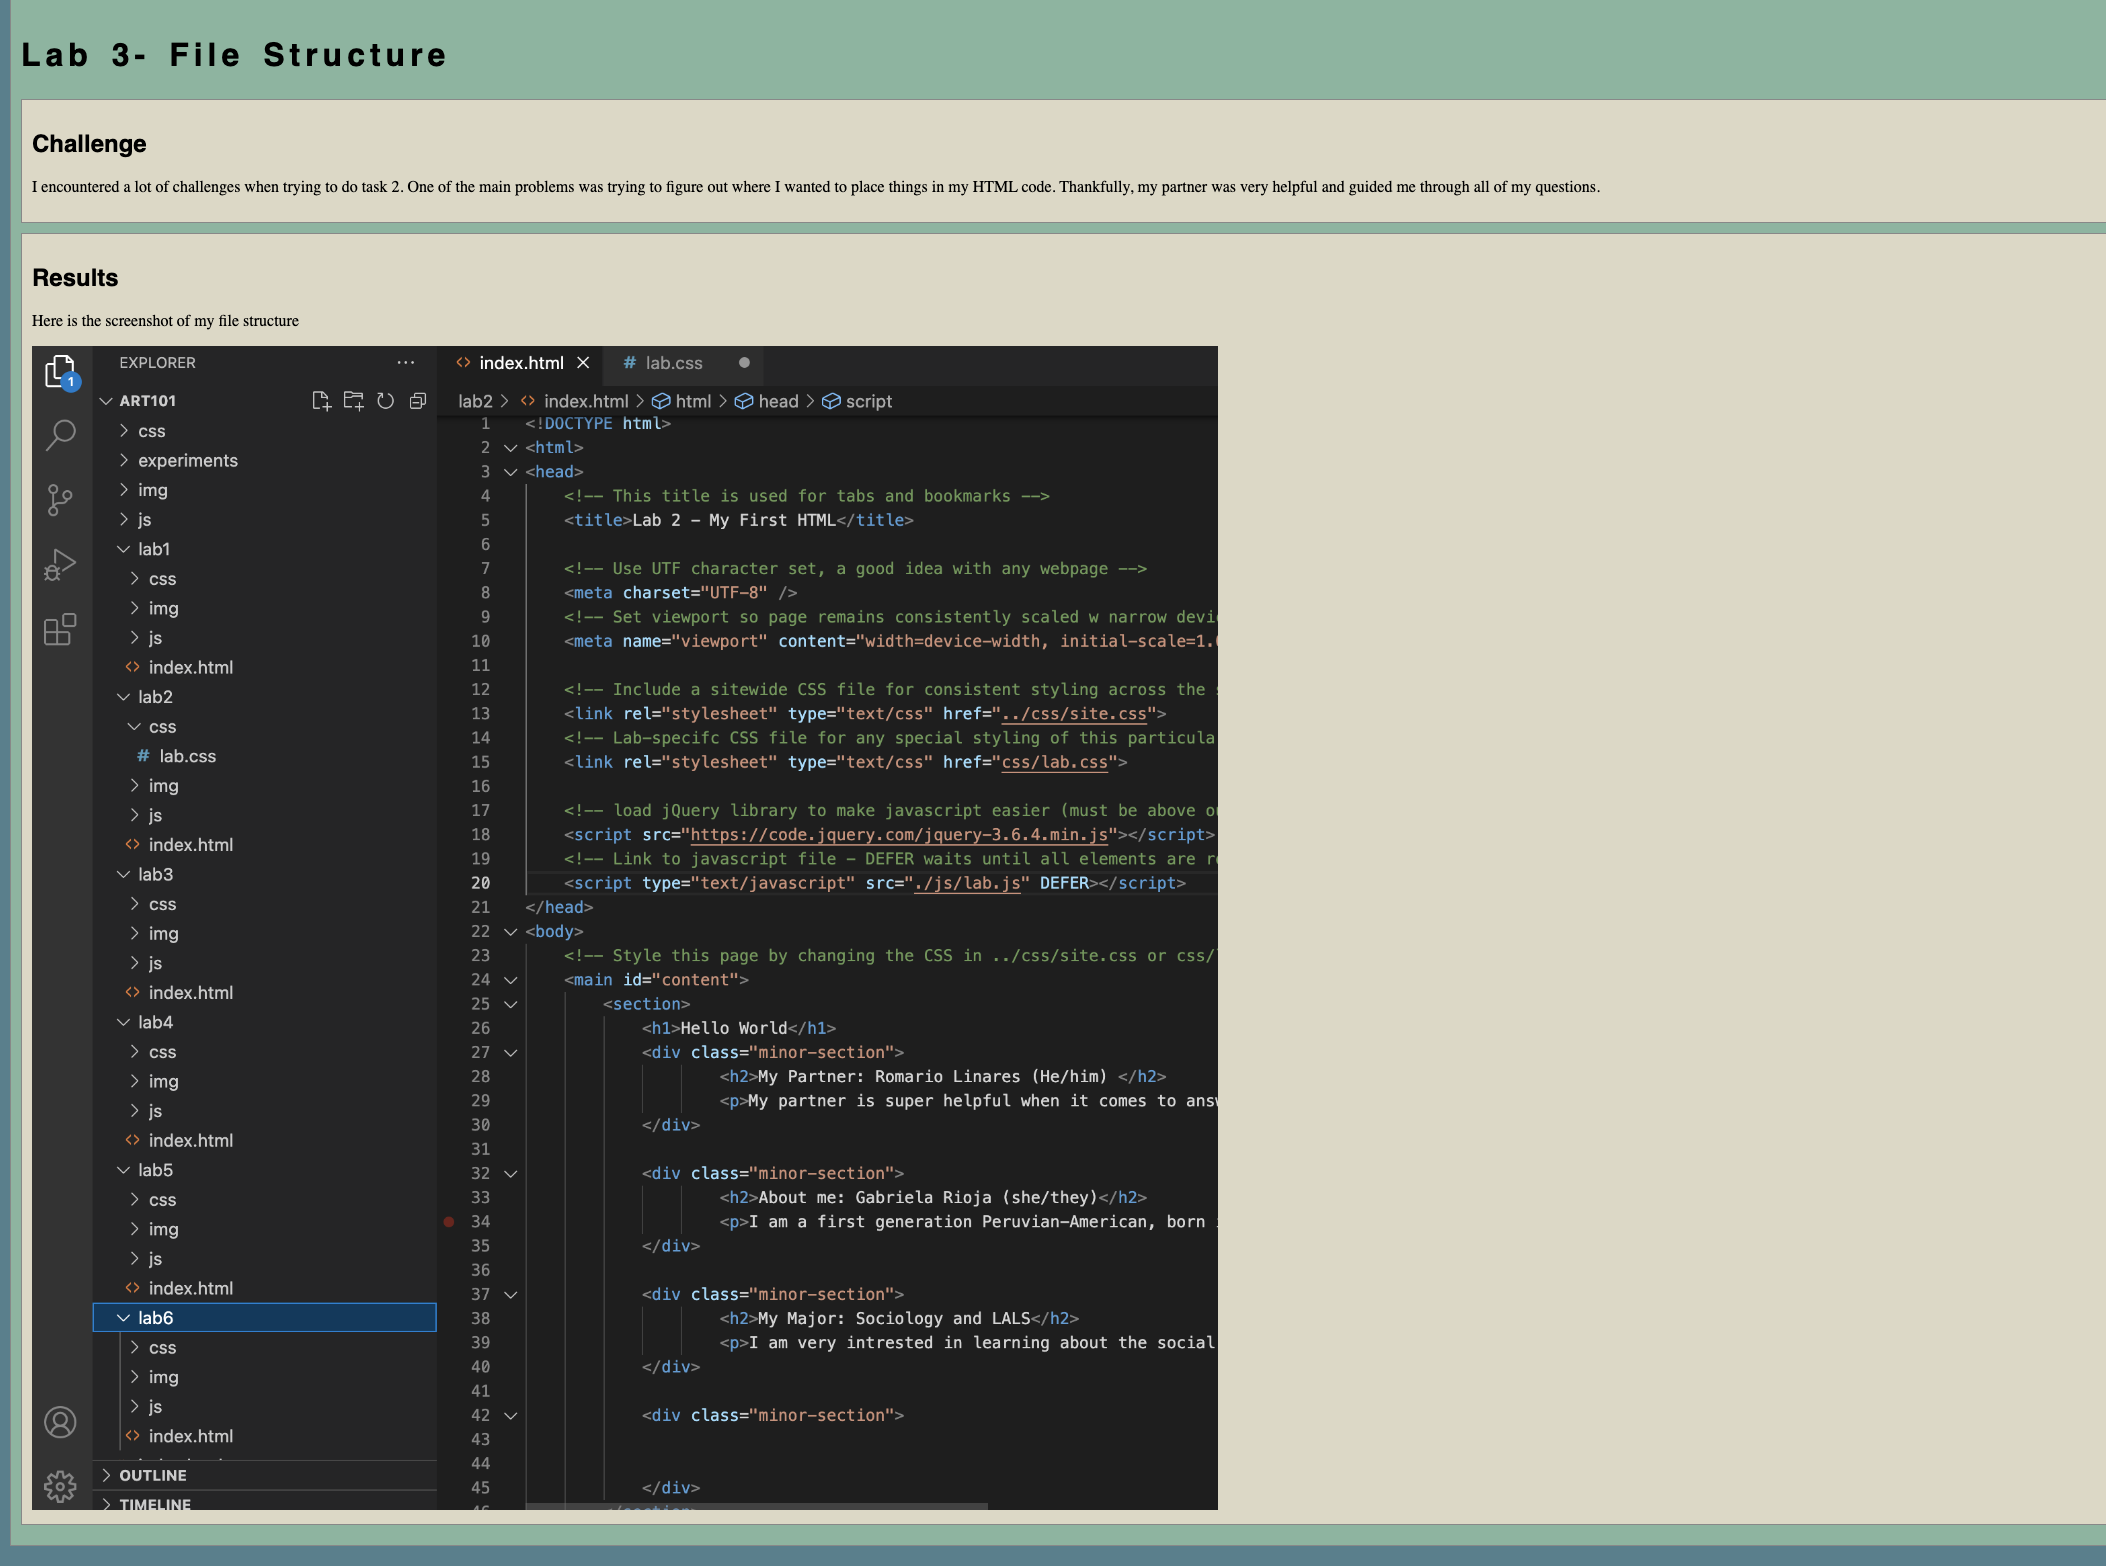 Lab 3- File Structure
Challenge
I encountered a lot of challenges when trying to do task 2. One of the main problems was trying to figure out where I wanted to place things in my HTML code. Thankfully, my partner was very helpful and guided me through all of my questions.
Results
Here is the screenshot of my file structure
1
EXPLORER
ART101
css
experiments
img
js
lab1
css
img
js
index.html
lab2
css
# lab.css
img
js
index.html
lab3
css
img
js
index.html
lab4
css
img
js
index.html
lab5
css
img
js
index.html
lab6
css
img
js
index.html
OUTLINE
TIMELINE
index.html
# lab.css
lab2 > index.html > html > head > script
1 <!DOCTYPE html>
2 <html>
3 <head>
4 <!-- This title is used for tabs and bookmarks -->
5 <title>Lab 2 - My First HTML</title>
6
7 <!-- Use UTF character set, a good idea with any webpage -->
8 <meta charset="UTF-8" />
9 <!-- Set viewport so page remains consistently scaled w narrow devi
10 <meta name="viewport" content="width=device-width, initial-scale=1.
11
12 <!-- Include a sitewide CSS file for consistent styling across the
13 <link rel="stylesheet" type="text/css" href="../css/site.css">
14 <!-- Lab-specifc CSS file for any special styling of this particula
15 <link rel="stylesheet" type="text/css" href="css/lab.css">
16
17 <!-- load jQuery library to make javascript easier (must be above o
18 <script src="https://code.jquery.com/jquery-3.6.4.min.js"></script>
19 <!-- Link to javascript file - DEFER waits until all elements are r
20 <script type="text/javascript" src="./js/lab.js" DEFER></script>
21 </head>
22 <body>
23 <!-- Style this page by changing the CSS in ../css/site.css or css/
24 <main id="content">
25 <section>
26 <h1>Hello World</h1>
27 <div class="minor-section">
28 <h2>My Partner: Romario Linares (He/him) </h2>
29 <p>My partner is super helpful when it comes to ans
30 </div>
31
32 <div class="minor-section">
33 <h2>About me: Gabriela Rioja (she/they)</h2>
34 <p>I am a first generation Peruvian-American, born
35 </div>
36
37 <div class="minor-section">
38 <h2>My Major: Sociology and LALS</h2>
39 <p>I am very intrested in learning about the social
40 </div>
41
42 <div class="minor-section">
43
44
45 </div>
46 </section>